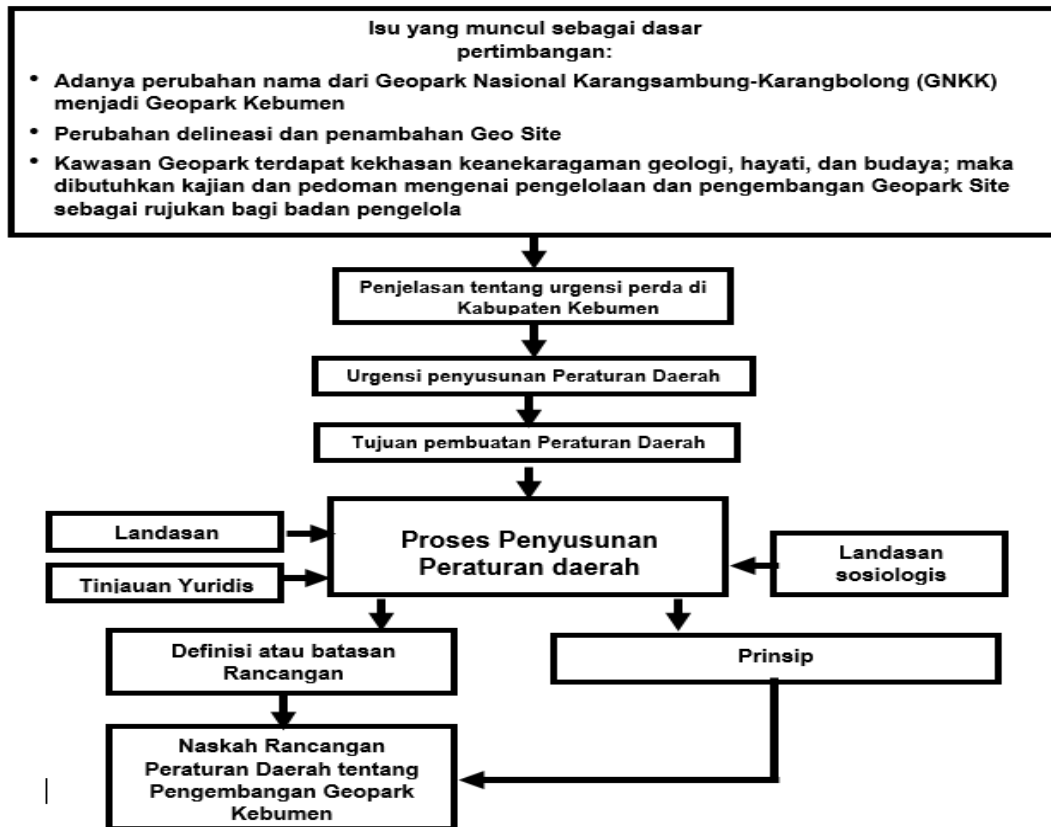 Isu yang muncul sebagai dasar
pertimbangan:
• Adanya perubahan nama dari Geopark Nasional Karangsambung-Karangbolong (GNKK)
menjadi Geopark Kebumen
• Perubahan delineasi dan penambahan Geo Site
• Kawasan Geopark terdapat kekhasan keanekaragaman geologi, hayati, dan budaya; maka
dibutuhkan kajian dan pedoman mengenai pengelolaan dan pengembangan Geopark Site
sebagai rujukan bagi badan pengelola
Penjelasan tentang urgensi perda di
Kabupaten Kebumen
Urgensi penyusunan Peraturan Daerah
Tujuan pembuatan Peraturan Daerah
Landasan
Tinjauan Yuridis
Proses Penyusunan
Peraturan daerah
Landasan
sosiologis
Definisi atau batasan
Rancangan
Prinsip
Naskah Rancangan
Peraturan Daerah tentang
Pengembangan Geopark
Kebumen